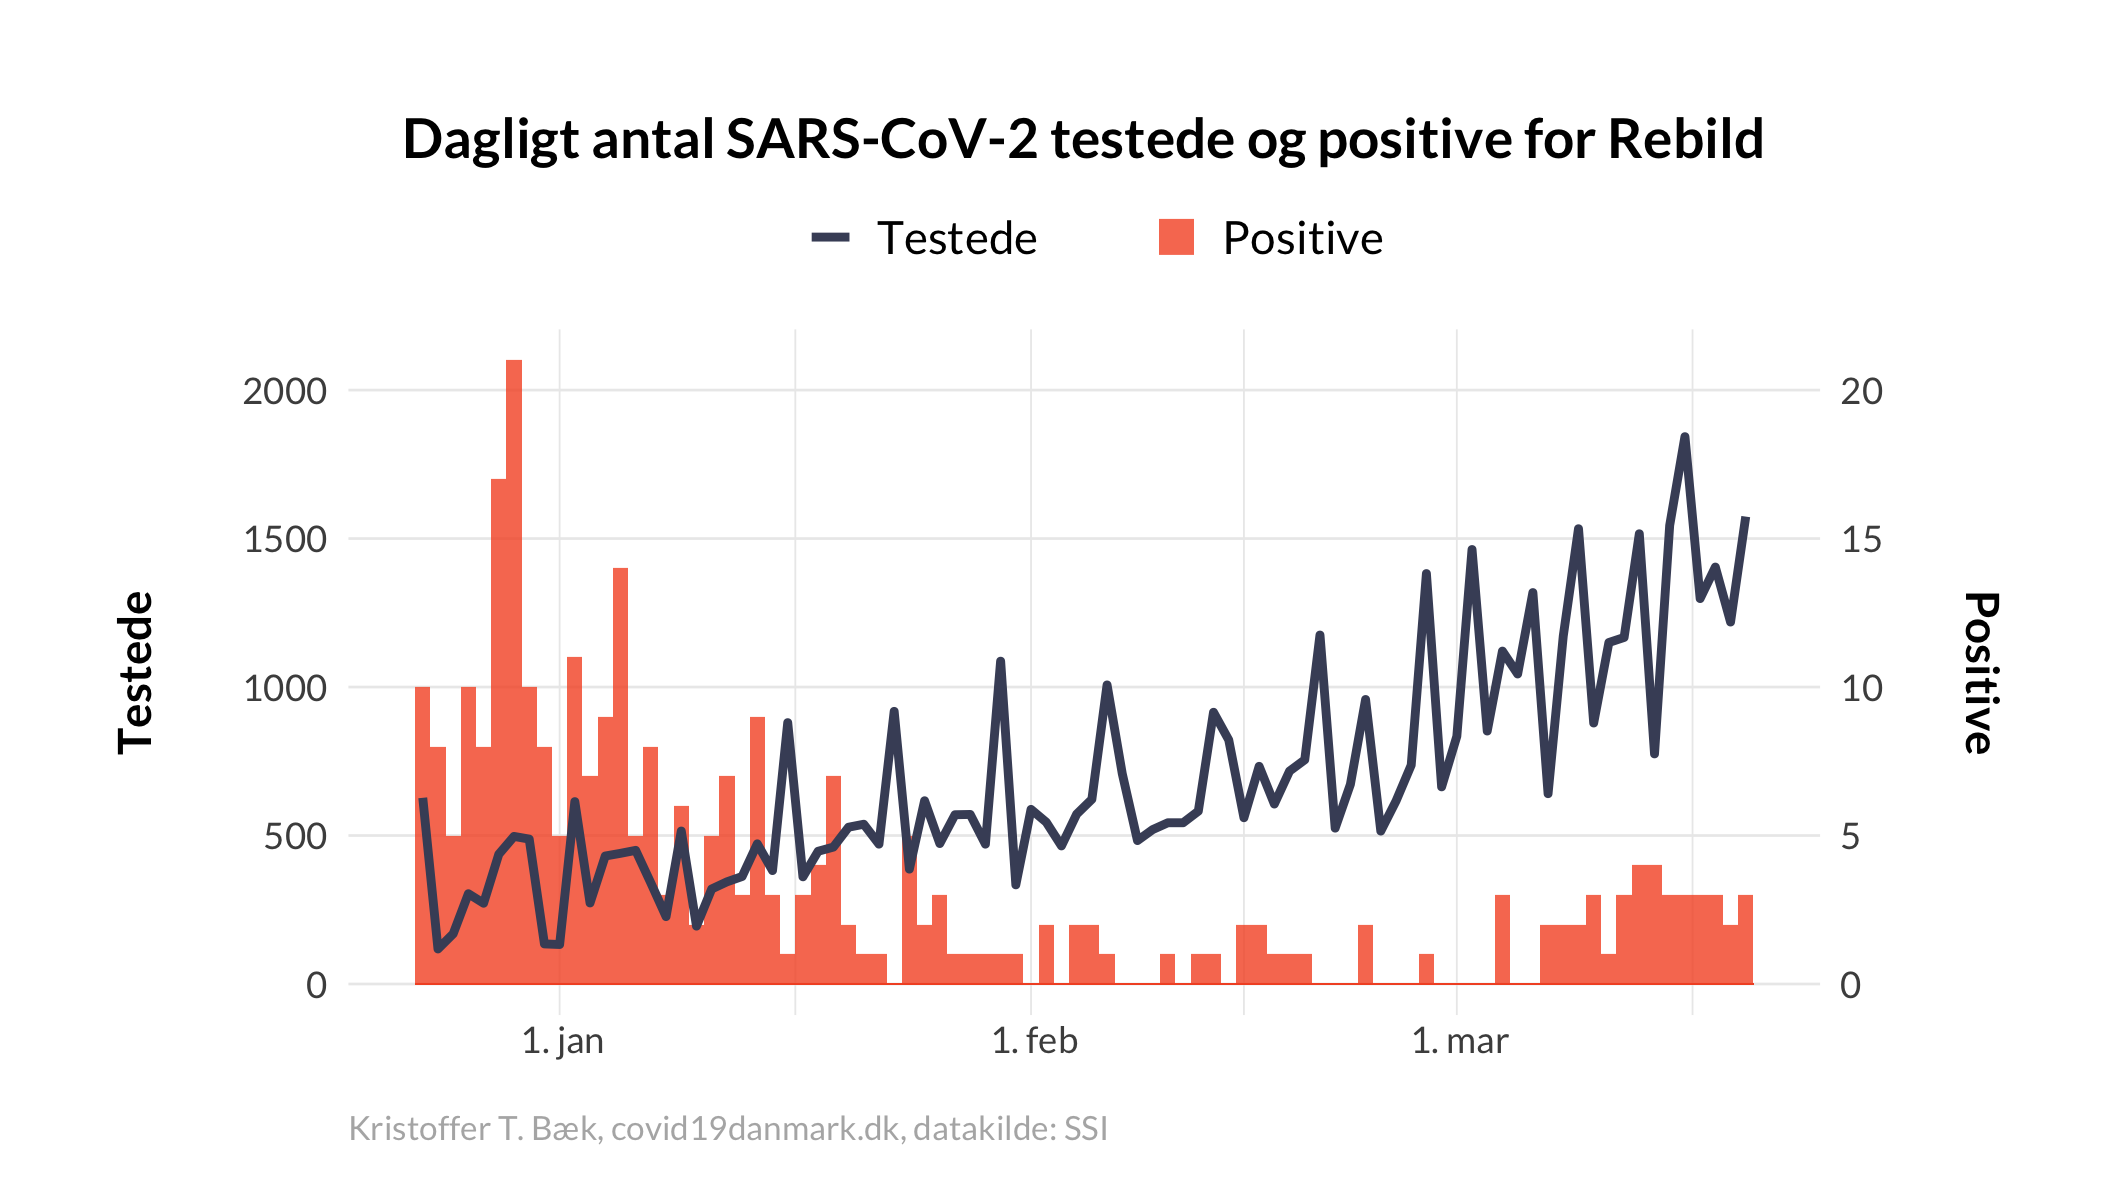 Dagligt antal SARS-CoV-2 testede og positive for Rebild
Testede
Positive
2000
1500
1000
500
0
20
15
10
5
0
Testede
Positive
1. jan
1. feb
1. mar
Kristoffer T. Bæk, covid19danmark.dk, datakilde: SSI